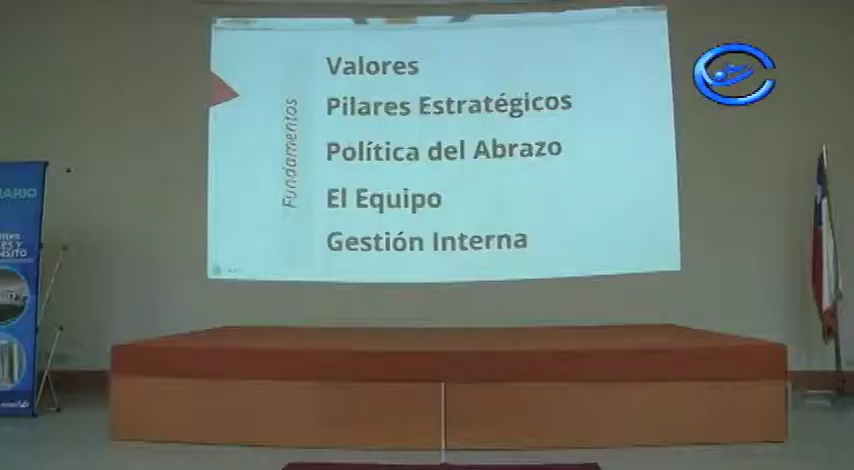 Valores
Pilares Estratégicos
Fundamentos
Política del Abrazo
El Equipo
Gestión Interna